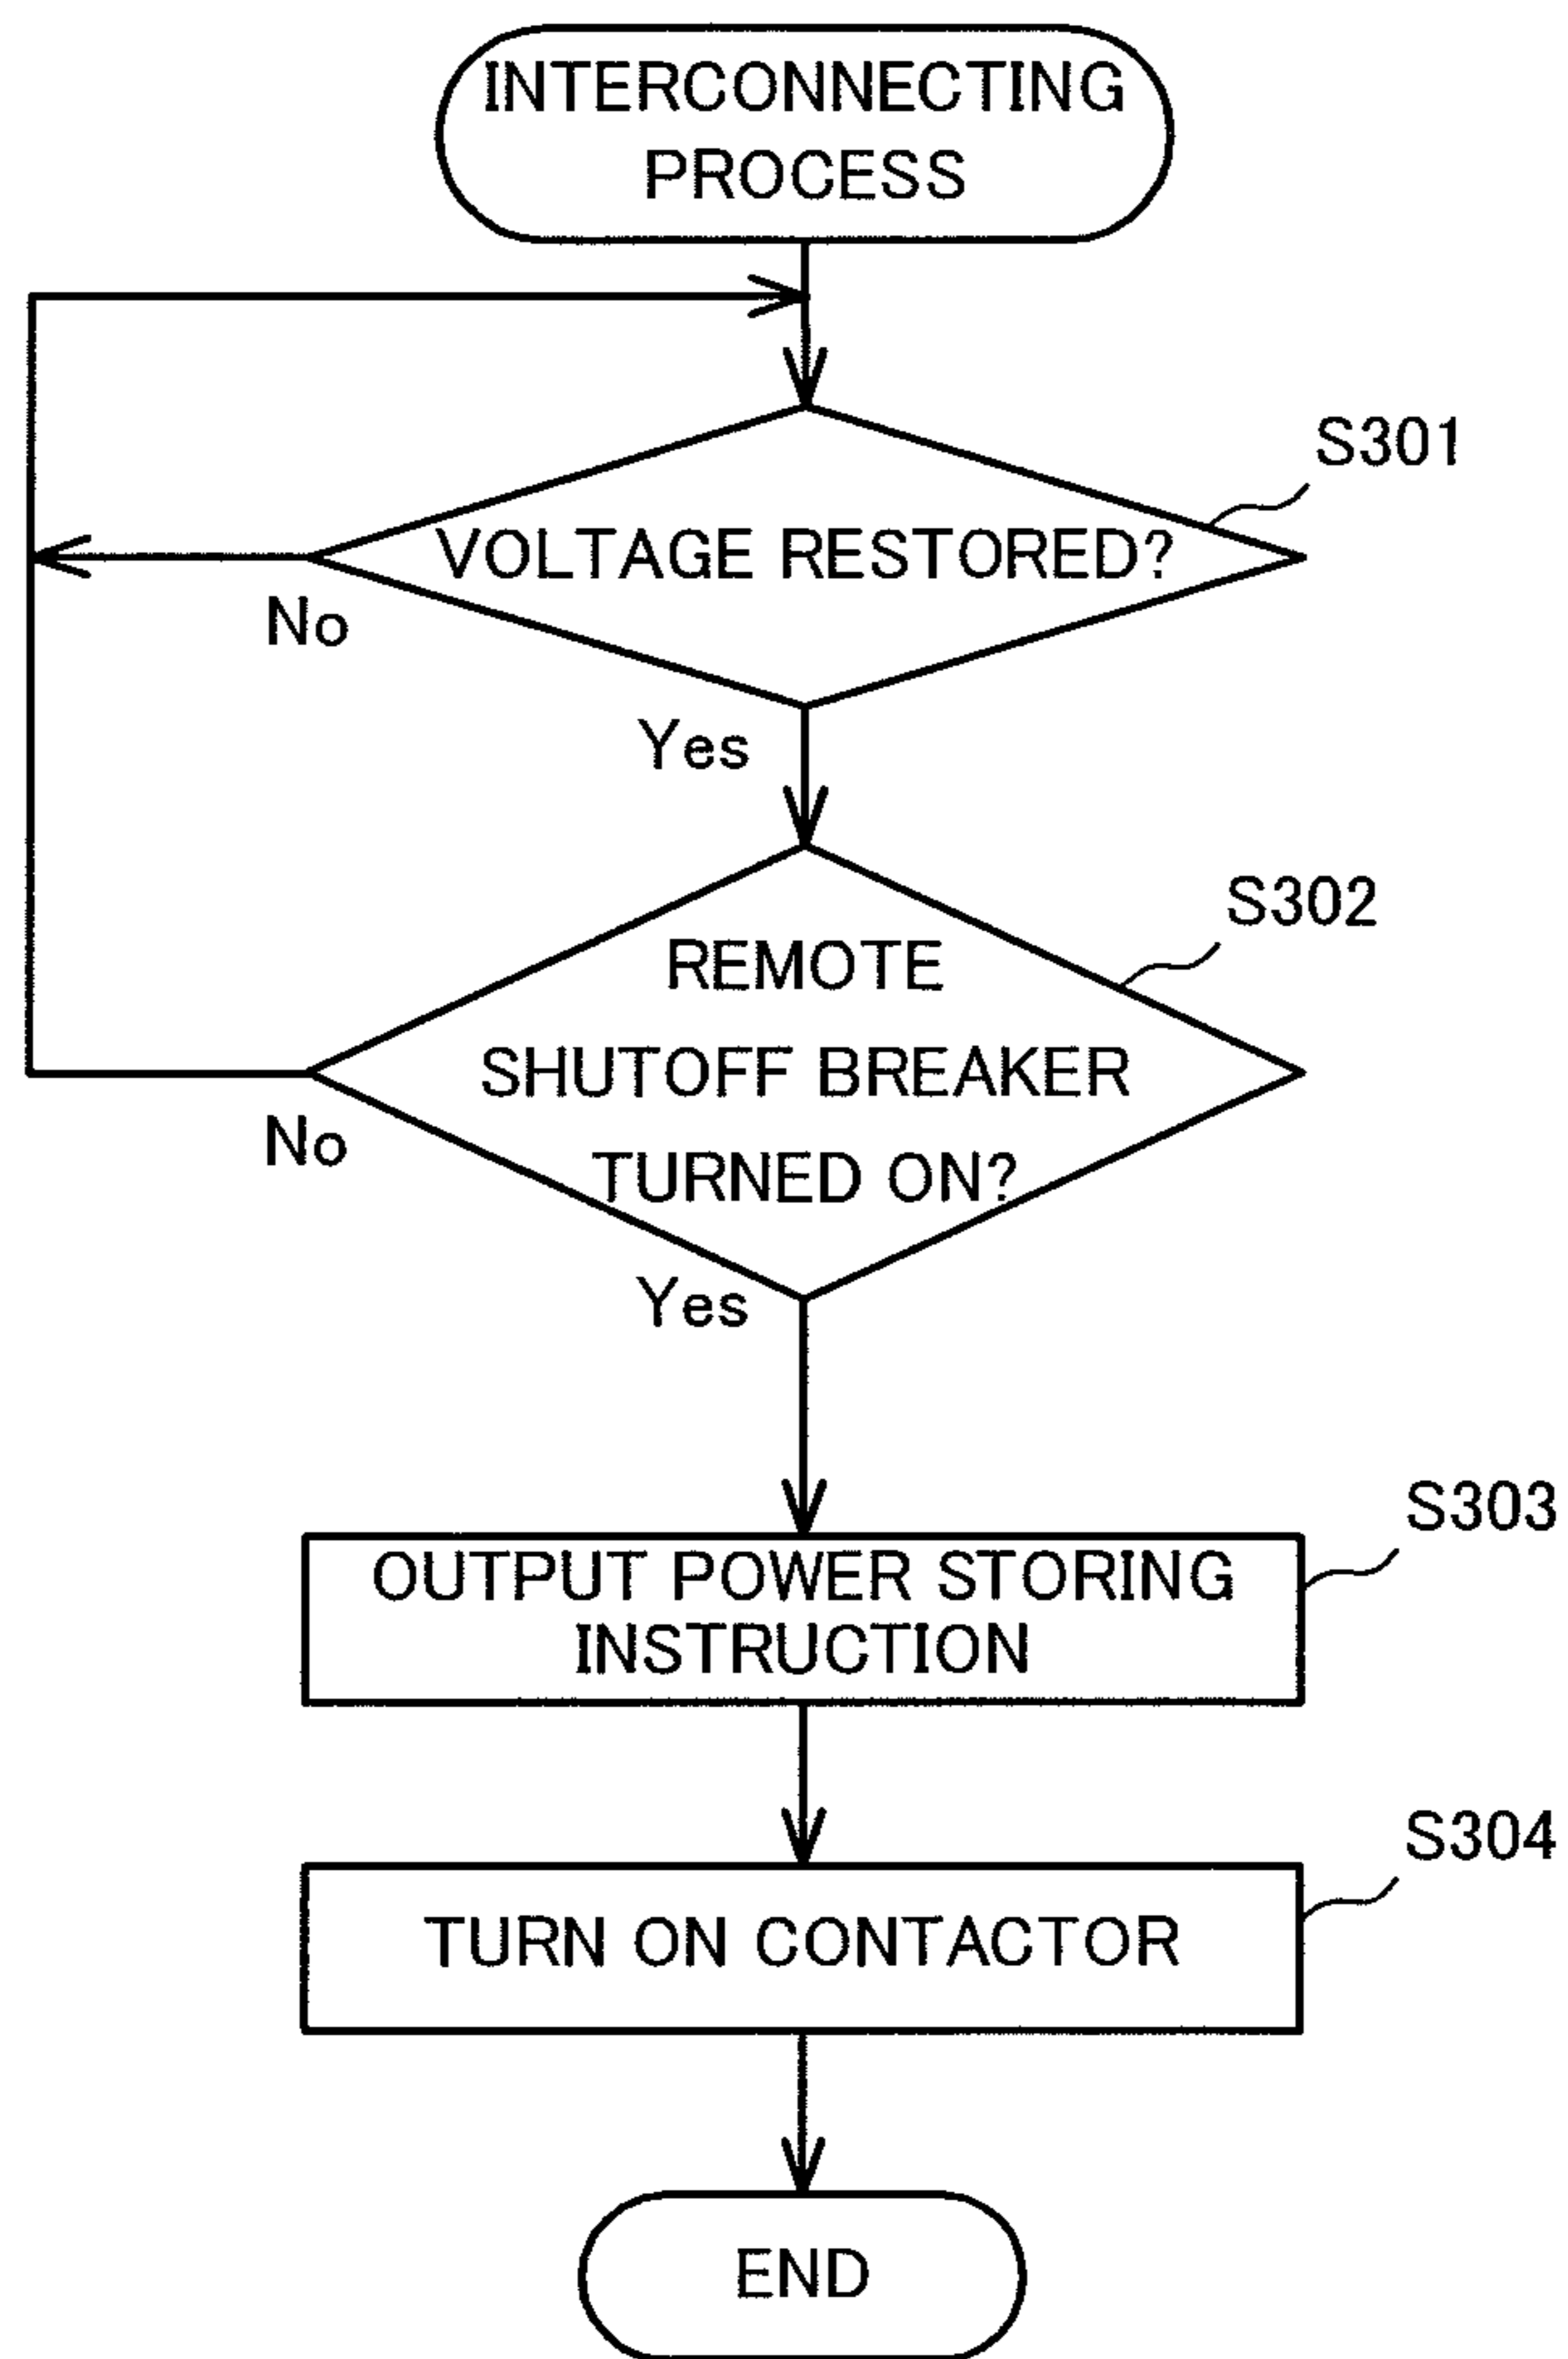 INTERCONNECTING
PROCESS
S301
VOLTAGE RESTORED?
No
Yes
S302
REMOTE
SHUTOFF BREAKER
TURNED ON?
No
Yes
S303
OUTPUT POWER STORING
INSTRUCTION
S304
TURN ON CONTACTOR
END